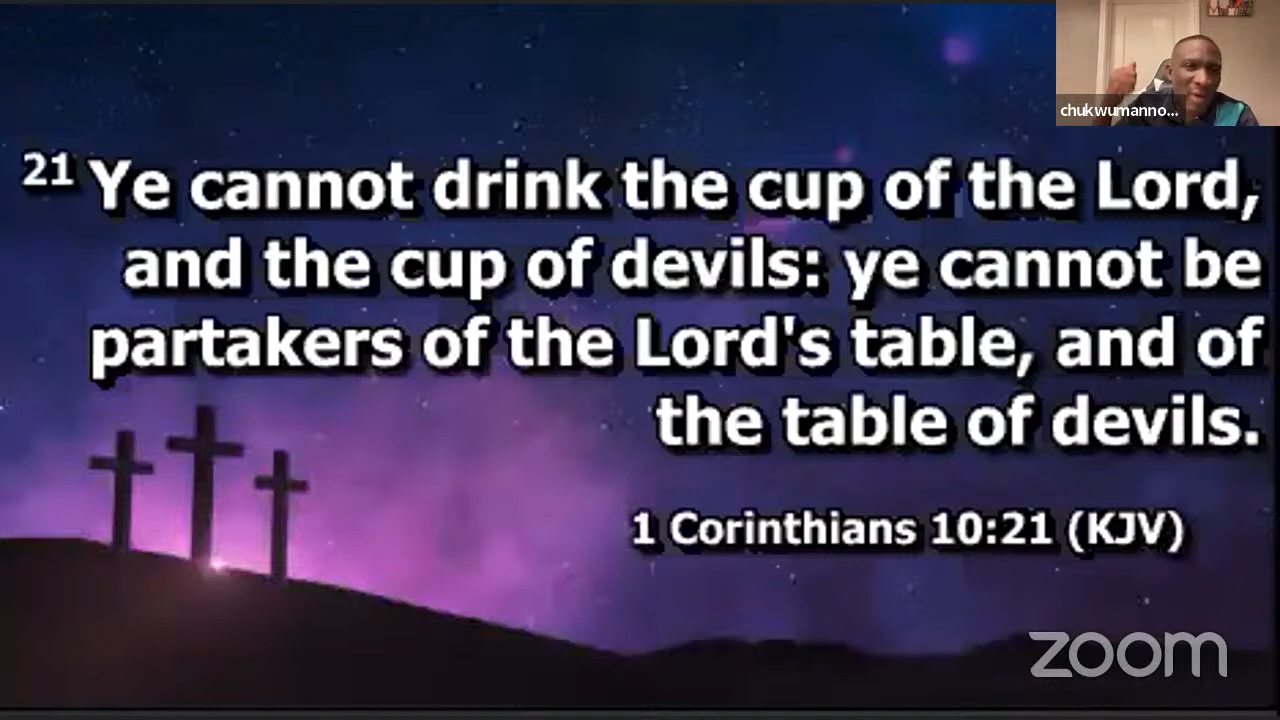 chukwumanno...
21 Ye cannot drink the cup of the Lord,
and the cup of devils: ye cannot be
partakers of the Lord's table, and of
the table of devils.
1 Corinthians 10:21 (KJV)
zoom